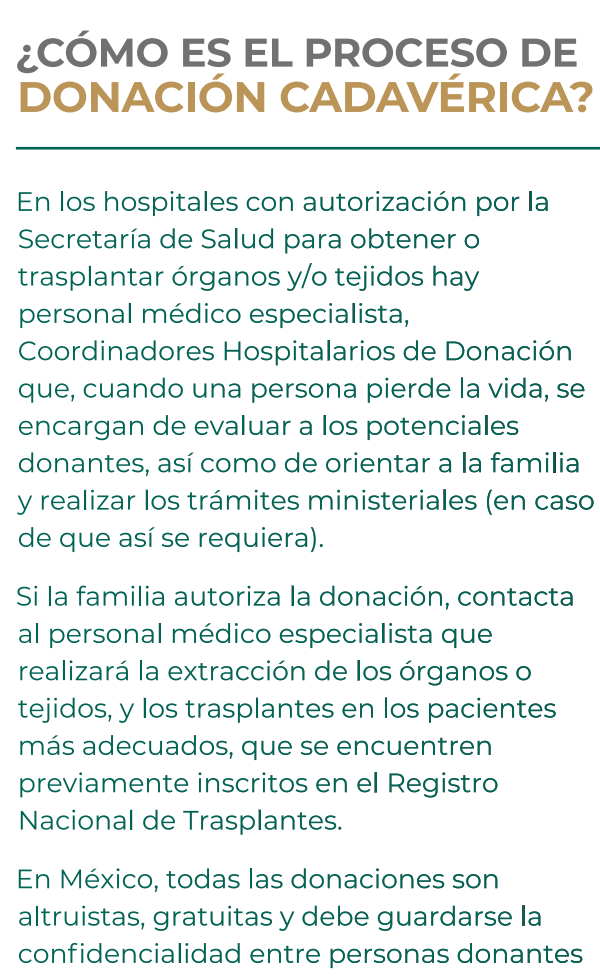 ¿CÓMO ES EL PROCESO DE
DONACIÓN CADAVÉRICA?
En los hospitales con autorización por la
Secretaría de Salud para obtener o
trasplantar órganos y/o tejidos hay
personal médico especialista,
Coordinadores Hospitalarios de Donación
que, cuando una persona pierde la vida, se
encargan de evaluar a los potenciales
donantes, así como de orientar a la familia
y realizar los trámites ministeriales (en caso
de que así se requiera).
Si la familia autoriza la donación, contacta
al personal médico especialista que
realizará la extracción de los órganos o
tejidos, y los trasplantes en los pacientes
más adecuados, que se encuentren
previamente inscritos en el Registro
Nacional de Trasplantes.
En México, todas las donaciones son
altruistas, gratuitas y debe guardarse la
confidencialidad entre personas donantes